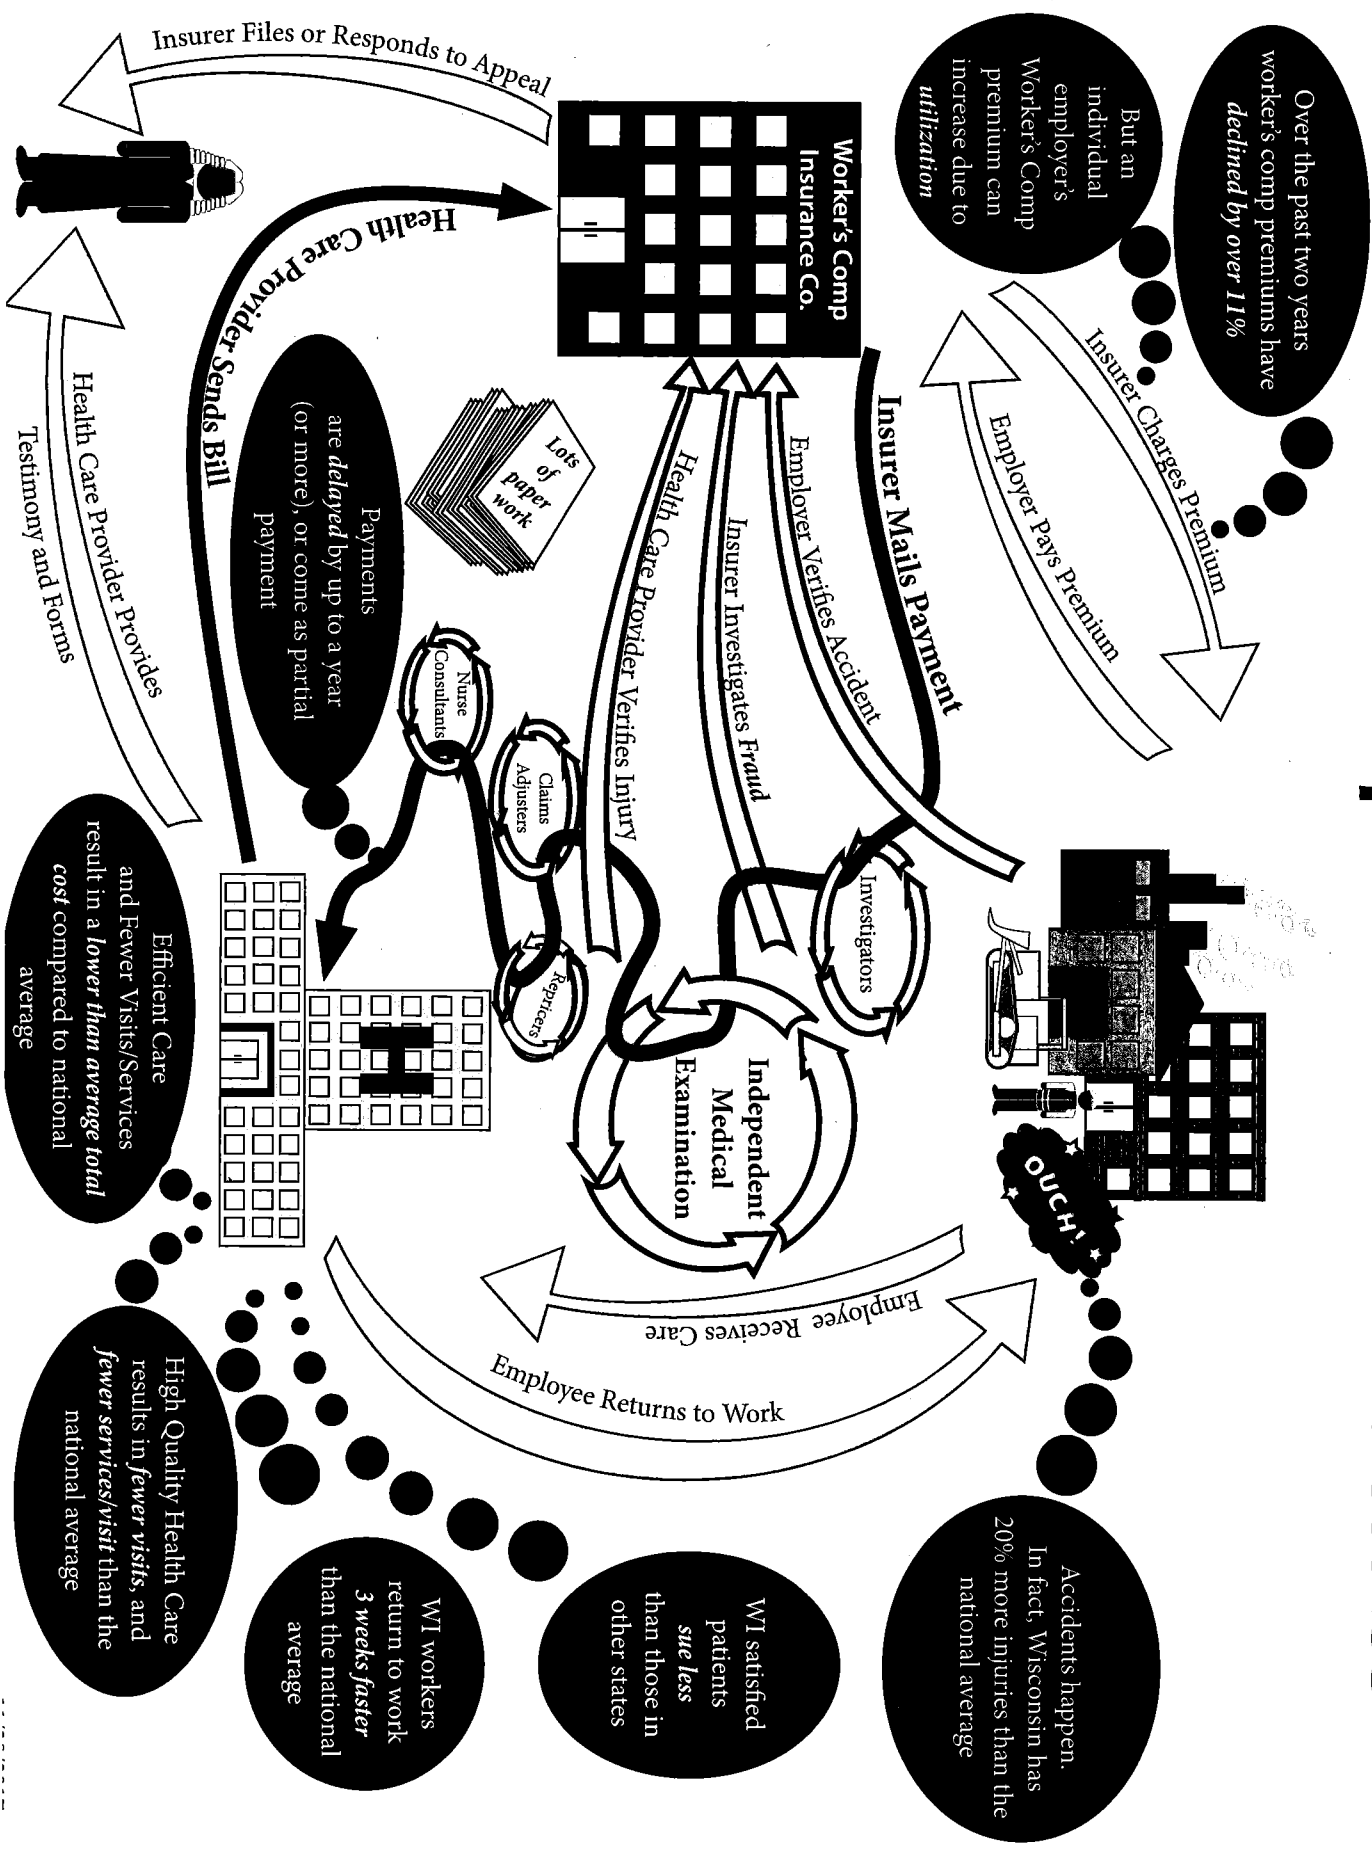 Over the past two years
worker's comp premiums have
declined by over 11%
But an
individual
employer's
Worker's Comp
premium can
increase due to
utilization
Insurer Charges Premium
Employer Pays Premium
Accidents happen.
In fact, Wisconsin has
20% more injuries than the
national average
OUCH!
Worker's Comp
Insurance Co.
Insurer Mails Payment
Employer Verifies Accident
Insurer Investigates Fraud
Health Care Provider Verifies Injury
Investigators
Independent
Medical
Examination
Employee Receives Care
Employee Returns to Work
WI satisfied
patients
sue less
than those in
other states
Lots
of
paper
work
Claims
Adjusters
Repricers
Nurse
Consultants
Insurer Files or Responds to Appeal
Health Care Provider Sends Bill
Payments
are delayed by up to a year
(or more), or come as partial
payment
H
WI workers
return to work
3 weeks faster
than the national
average
Health Care Provider Provides
Testimony and Forms
Efficient Care
and Fewer Visits/Services
result in a lower than average total
cost compared to national
average
High Quality Health Care
results in fewer visits, and
fewer services/visit than the
national average